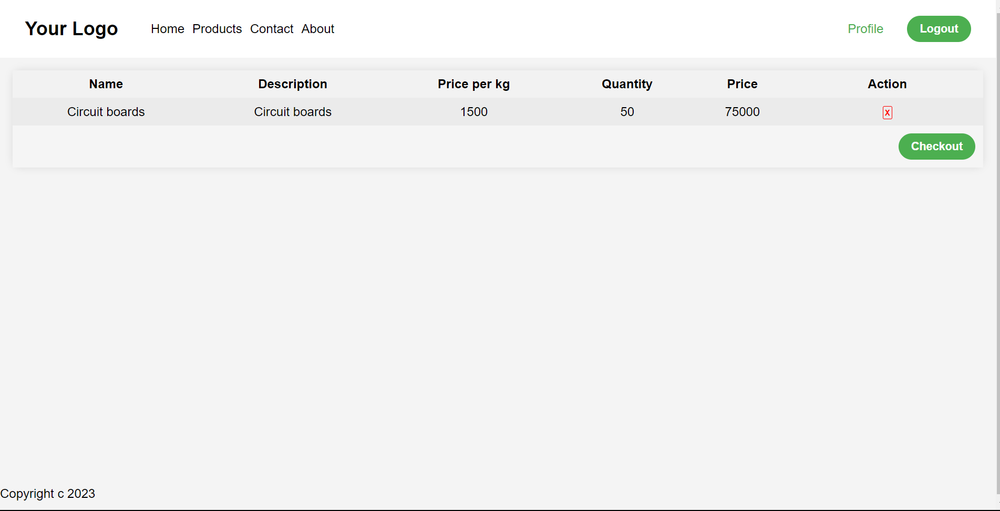 Your Logo Home Products Contact About Profile Logout
Name Description Price per kg Quantity Price Action
Circuit boards Circuit boards 1500 50 75000 X
Checkout
Copyright c 2023